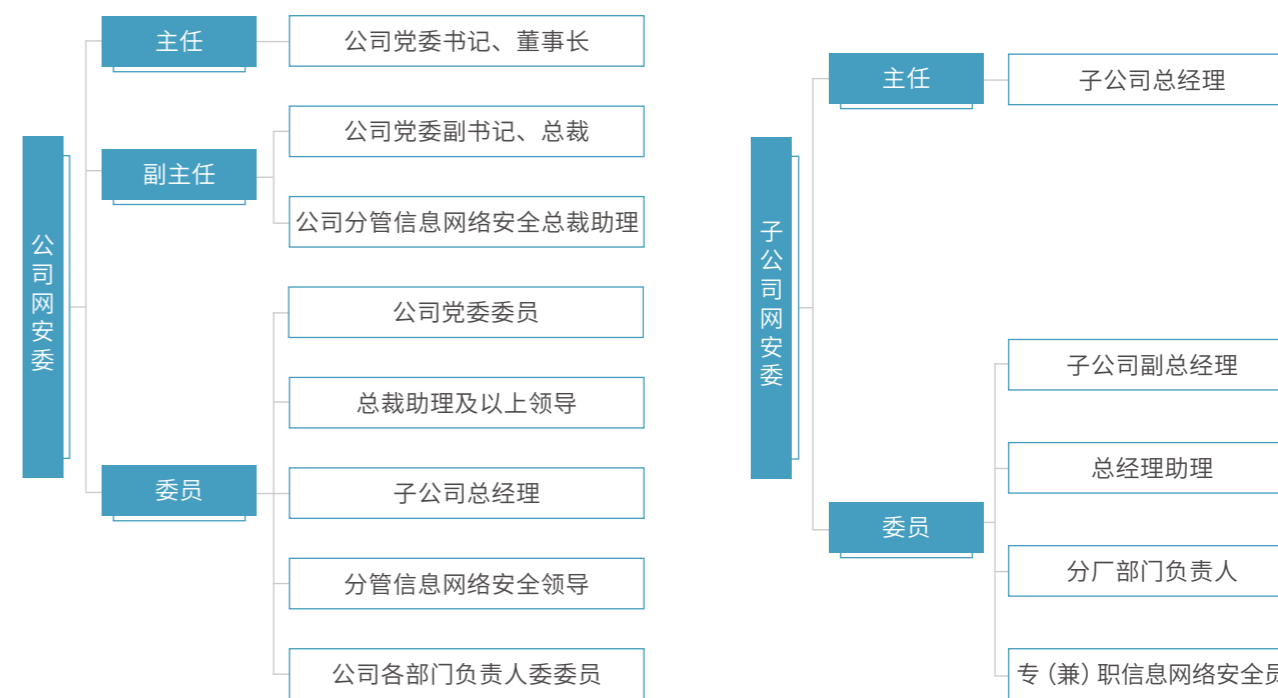 公司网安委
主任
公司党委书记、董事长
副主任
公司党委副书记、总裁
公司分管信息网络安全总裁助理
委员
公司党委委员
总裁助理及以上领导
子公司总经理
分管信息网络安全领导
公司各部门负责人委委员
子公司网安委
主任
子公司总经理
委员
子公司副总经理
总经理助理
分厂部门负责人
专（兼）职信息网络安全员